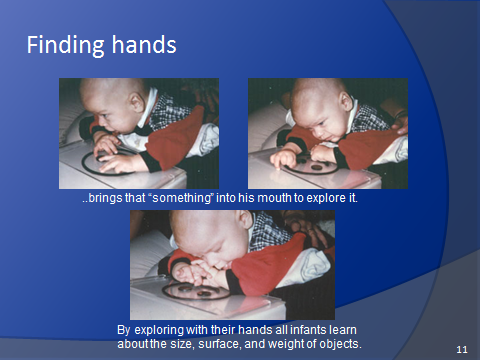 Finding hands
..brings that “something” into his mouth to explore it.
By exploring with their hands all infants learn
about the size, surface, and weight of objects.
11